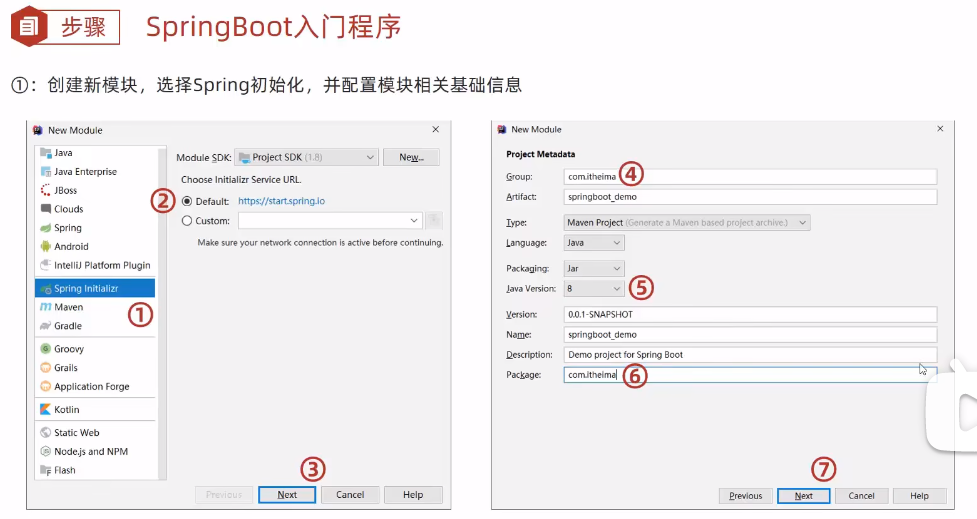 步骤
SpringBoot入门程序
①：创建新模块，选择Spring初始化，并配置模块相关基础信息
New Module
Java
Java Enterprise
JBoss
Clouds
Spring
Android
IntelliJ Platform Plugin
Spring Initializr
①
Maven
Gradle
Groovy
Grails
Application Forge
Kotlin
Static Web
Node.js and NPM
Flash
Module SDK: Project SDK (1.8) New...
Choose Initializr Service URL.
② Default: https://start.spring.io
Custom:
Make sure your network connection is active before continuing.
③
Previous Next Cancel Help
New Module
Project Metadata
Group: com.itheima ④
Artifact: springboot_demo
Type: Maven Project (Generate a Maven based project archive.)
Language: Java
Packaging: Jar
Java Version: 8 ⑤
Version: 0.0.1-SNAPSHOT
Name: springboot_demo
Description: Demo project for Spring Boot
Package: com.itheima ⑥
⑦
Previous Next Cancel Help